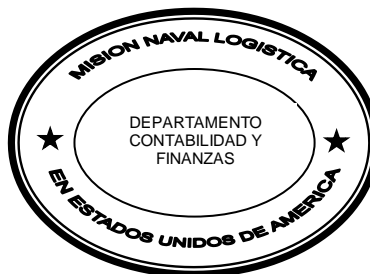 MISION NAVAL LOGISTICA
DEPARTAMENTO
CONTABILIDAD Y
FINANZAS
EN ESTADOS UNIDOS DE AMERICA